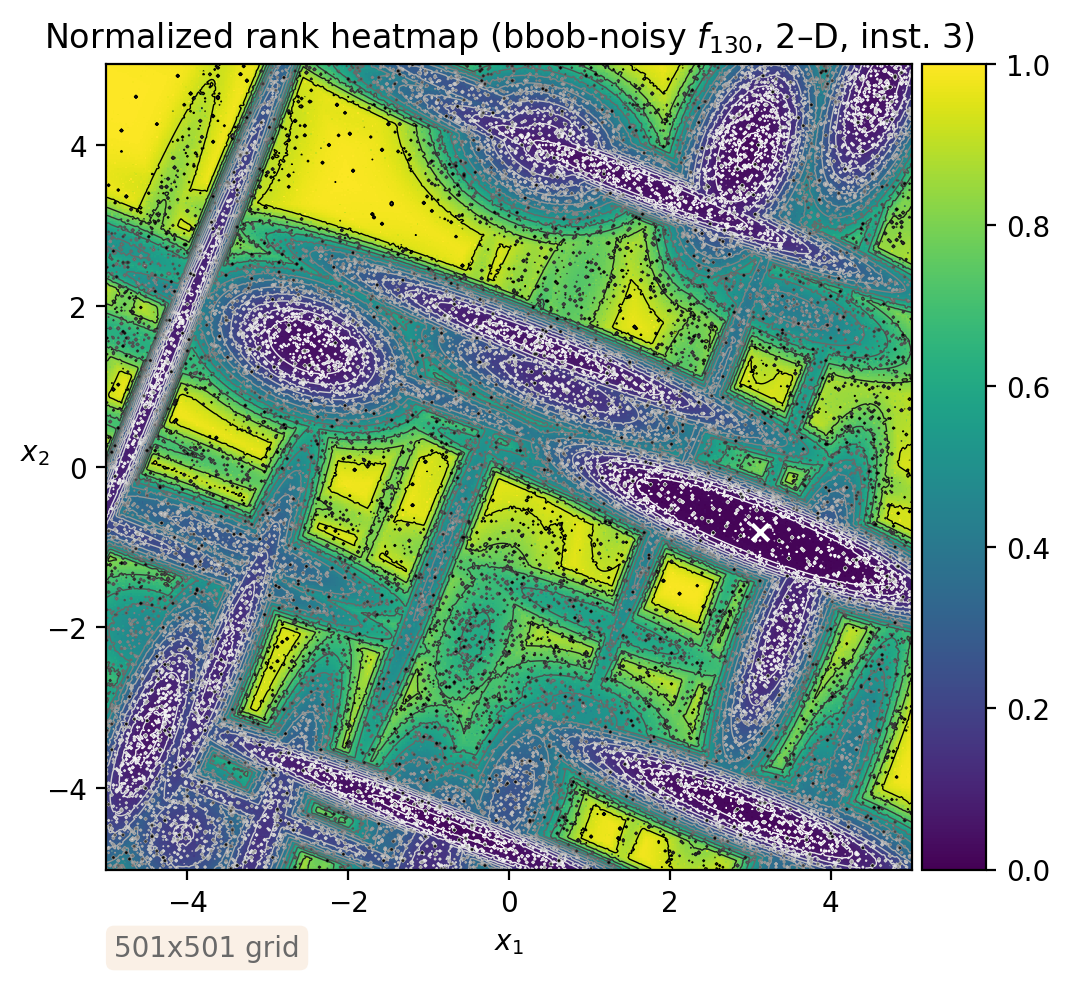 Normalized rank heatmap (bbob-noisy f₁₃₀, 2–D, inst. 3)
1.0
0.8
0.6
0.4
0.2
0.0
4
2
0
−2
−4
x₂
−4 −2 0 2 4
x₁
501x501 grid